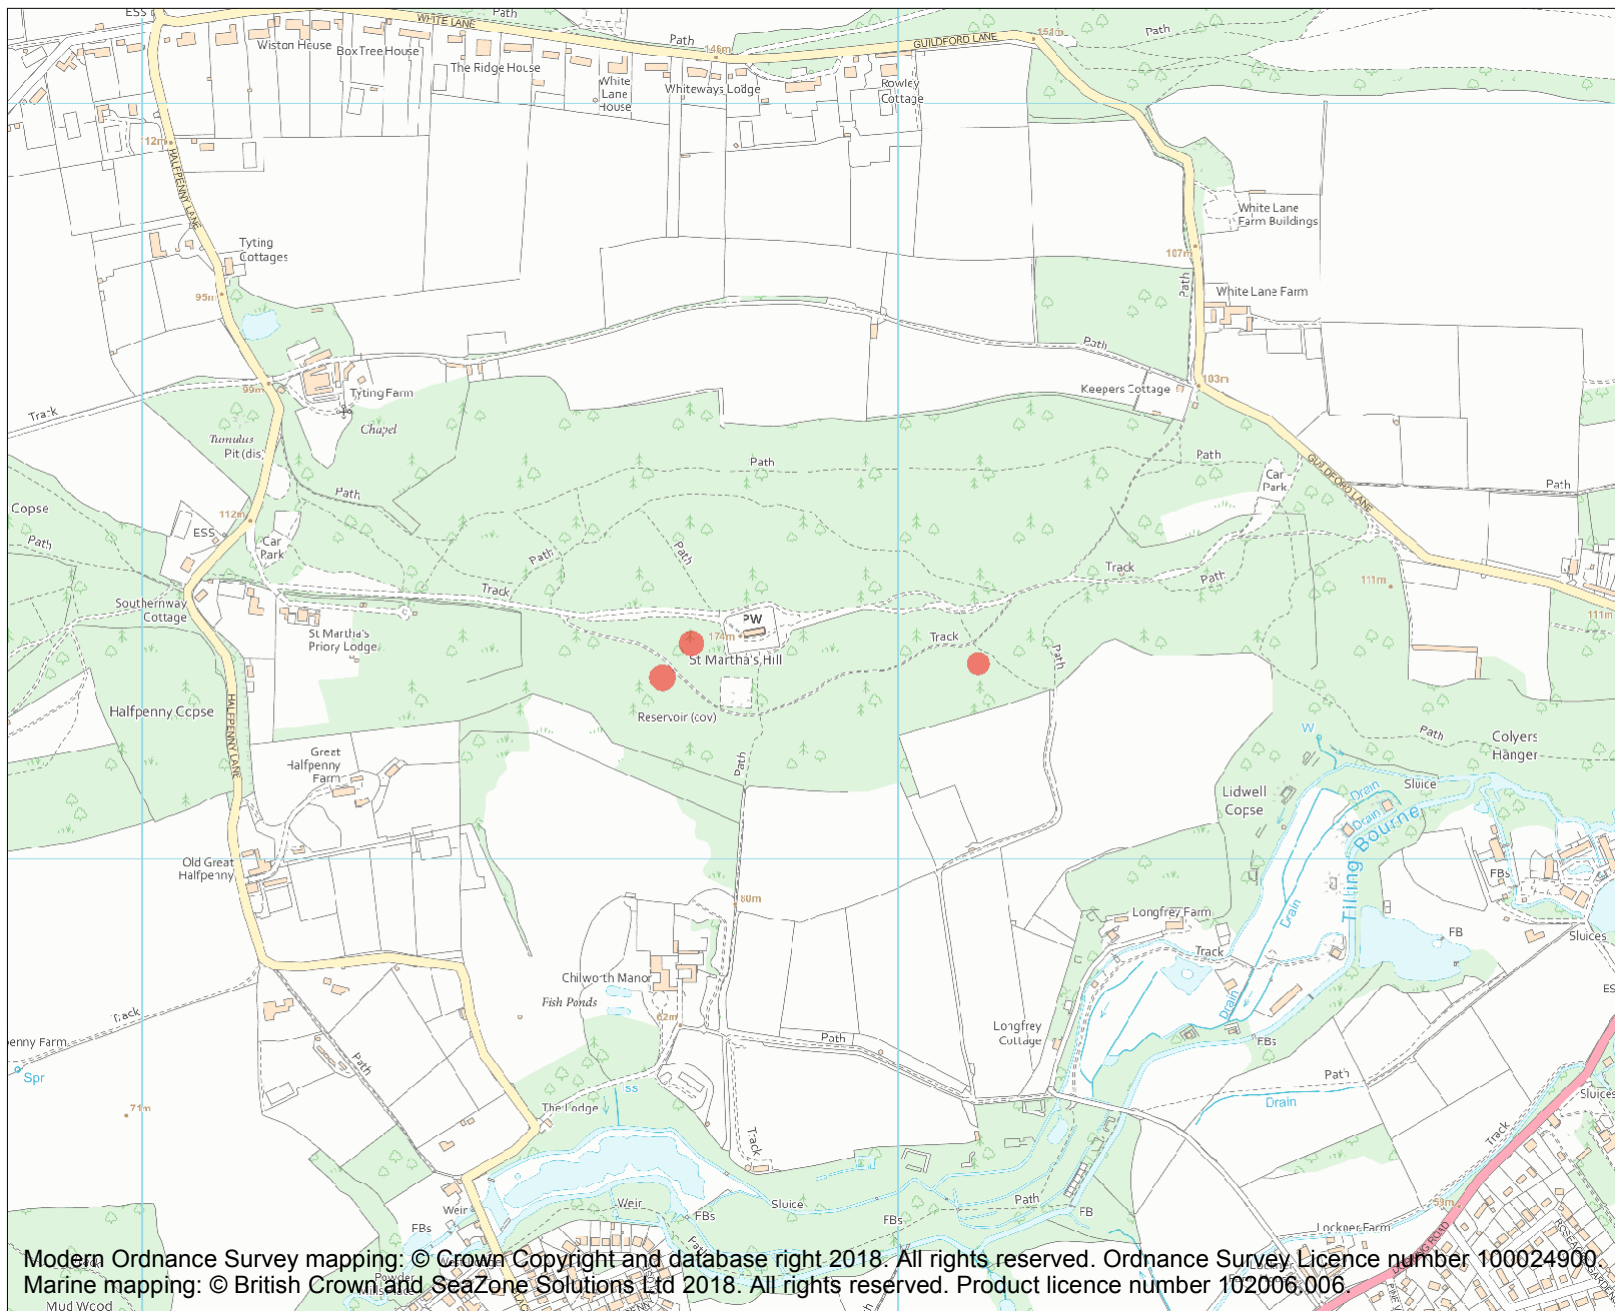 ESS
WHITE LANE
Path
Wiston House
Box Tree House
The Ridge House
White
Lane
House
Path
146m
Whiteways Lodge
GUILDFORD LANE
Rowley
Cottage
151m
Path
112m
HALFPENNY LANE
Tyting
Cottages
95m
White Lane
Farm Buildings
107m
Path
White Lane Farm
Path
Keepers Cottage
103m
99m
Tyting Farm
Chapel
Track
Tumulus
Pit (dis)
Path
Path
Path
Car
Park
GUILDFORD LANE
Path
Copse
Path
112m
ESS
Car
Park
Path
Path
Track
Track
Path
111m
111m
Southernway
Cottage
St Martha's
Priory Lodge
PW
174m
St Martha's Hill
Track
Path
Reservoir (cov)
Halfpenny Copse
HALFPENNY LANE
Great
Halfpenny
Farm
Path
W
Path
Colyers
Hanger
Lidwell
Copse
Drain
Sluice
Drain
Tilling Bourne
Old Great
Halfpenny
FBs
80m
Longfrey Farm
Drain
Track
FB
Sluices
Chilworth Manor
Fish Ponds
62m
Drain
Track
enny Farm
Spr
71m
Path
Path
Longfrey
Cottage
FBs
Path
Drain
Sluices
The Lodge
Track
Track
Weir
Weir
FBs
Sluice
FBs
FBs
Path
FB
59m
Lockner Farm
DORKING ROAD
Path
Path
Modern Ordnance Survey mapping: © Crown Copyright and database right 2018. All rights reserved. Ordnance Survey Licence number 100024900.
Marine mapping: © British Crown and SeaZone Solutions Ltd 2018. All rights reserved. Product licence number 102006.006.
Mud Wood